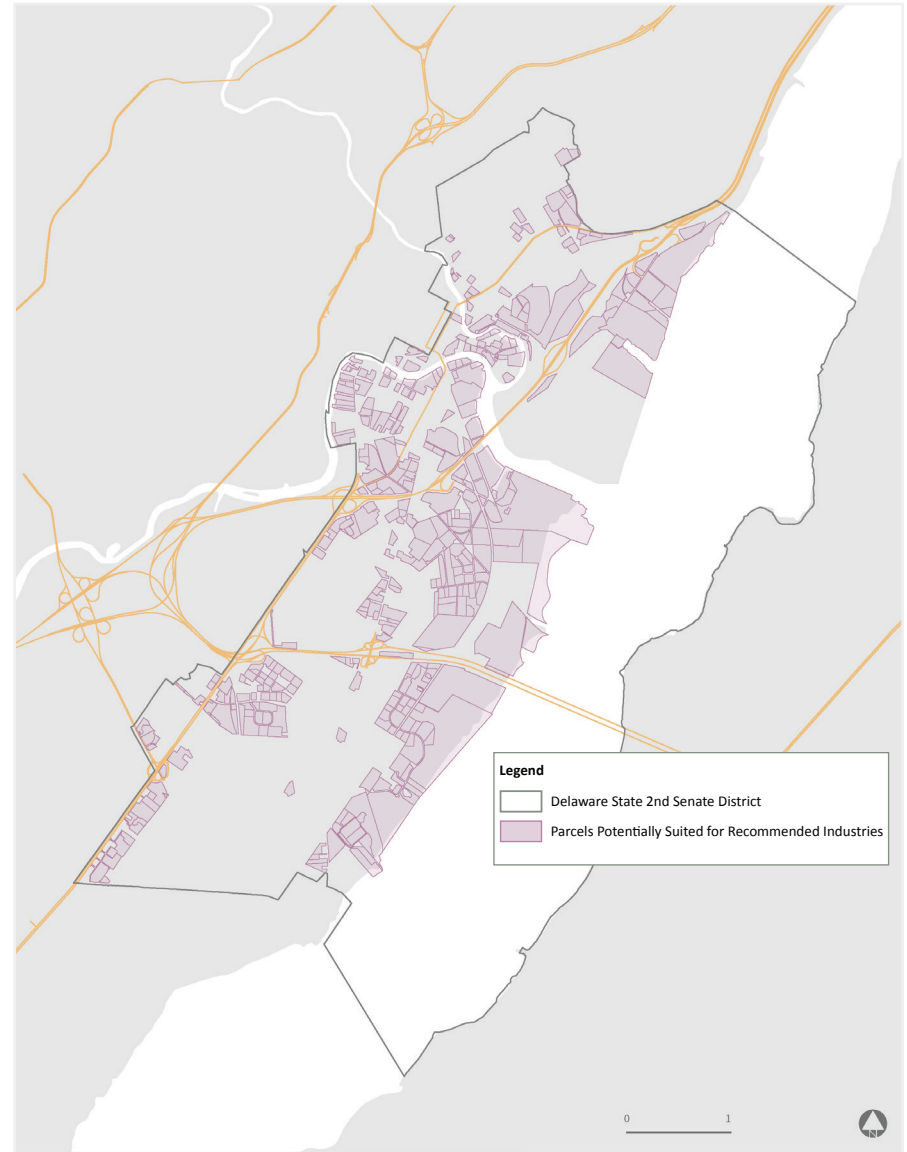 Legend
Delaware State 2nd Senate District
Parcels Potentially Suited for Recommended Industries
0 1
N